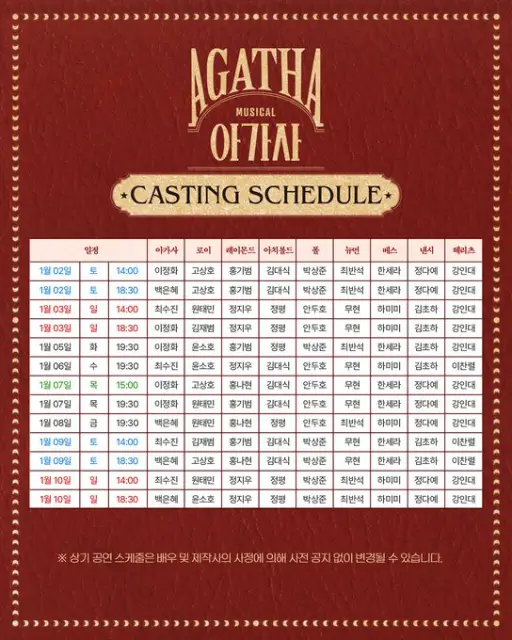 AGATHA
MUSICAL
아가사
CASTING SCHEDULE
일정 아가사 로이 레이몬드 아치볼드 폴 뉴먼 베스 낸시 헤리츠
1월 02일 토 14:00 이정화 고상호 홍기범 김대식 박상준 최반석 한세라 정다예 강인대
1월 02일 토 18:30 백은혜 고상호 홍기범 김대식 박상준 최반석 한세라 정다예 강인대
1월 03일 일 14:00 최수진 원태민 정지우 정평 안두호 무현 하미미 김초하 강인대
1월 03일 일 18:30 이정화 김재범 정지우 정평 안두호 무현 하미미 김초하 강인대
1월 05일 화 19:30 이정화 윤소호 홍기범 정평 박상준 최반석 한세라 김초하 강인대
1월 06일 수 19:30 최수진 윤소호 정지우 김대식 안두호 무현 하미미 김초하 이찬렬
1월 07일 목 15:00 이정화 고상호 홍나현 김대식 안두호 무현 한세라 정다예 강인대
1월 07일 목 19:30 이정화 원태민 홍기범 김대식 안두호 무현 하미미 정다예 강인대
1월 08일 금 19:30 백은혜 원태민 홍나현 정평 안두호 최반석 한세라 정다예 강인대
1월 09일 토 14:00 최수진 김재범 홍기범 김대식 박상준 무현 한세라 김초하 이찬렬
1월 09일 토 18:30 백은혜 고상호 홍나현 김대식 박상준 무현 한세라 김초하 이찬렬
1월 10일 일 14:00 최수진 원태민 정지우 정평 박상준 최반석 하미미 정다예 강인대
1월 10일 일 18:30 백은혜 윤소호 정지우 정평 박상준 최반석 하미미 정다예 강인대
※ 상기 공연 스케줄은 배우 및 제작사의 사정에 의해 사전 공지 없이 변경될 수 있습니다.